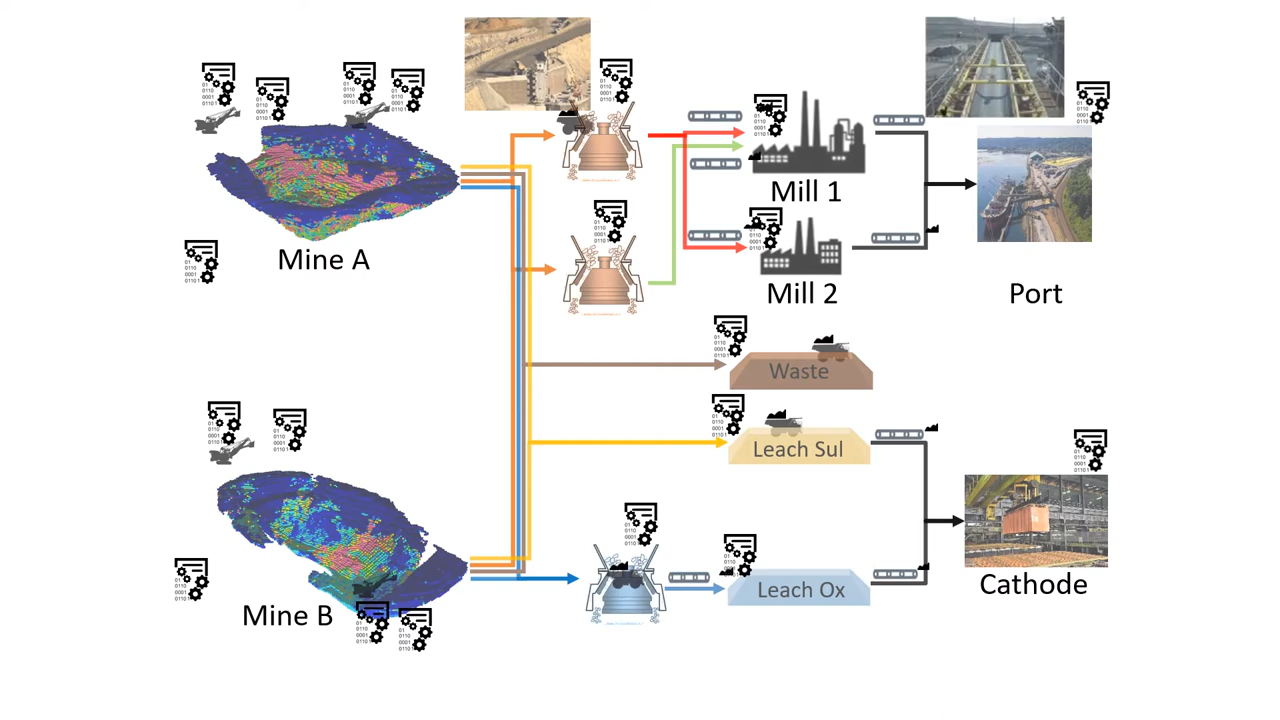 Mine A
Mill 1
Mill 2
Port
Waste
Leach Sul
Leach Ox
Cathode
Mine B